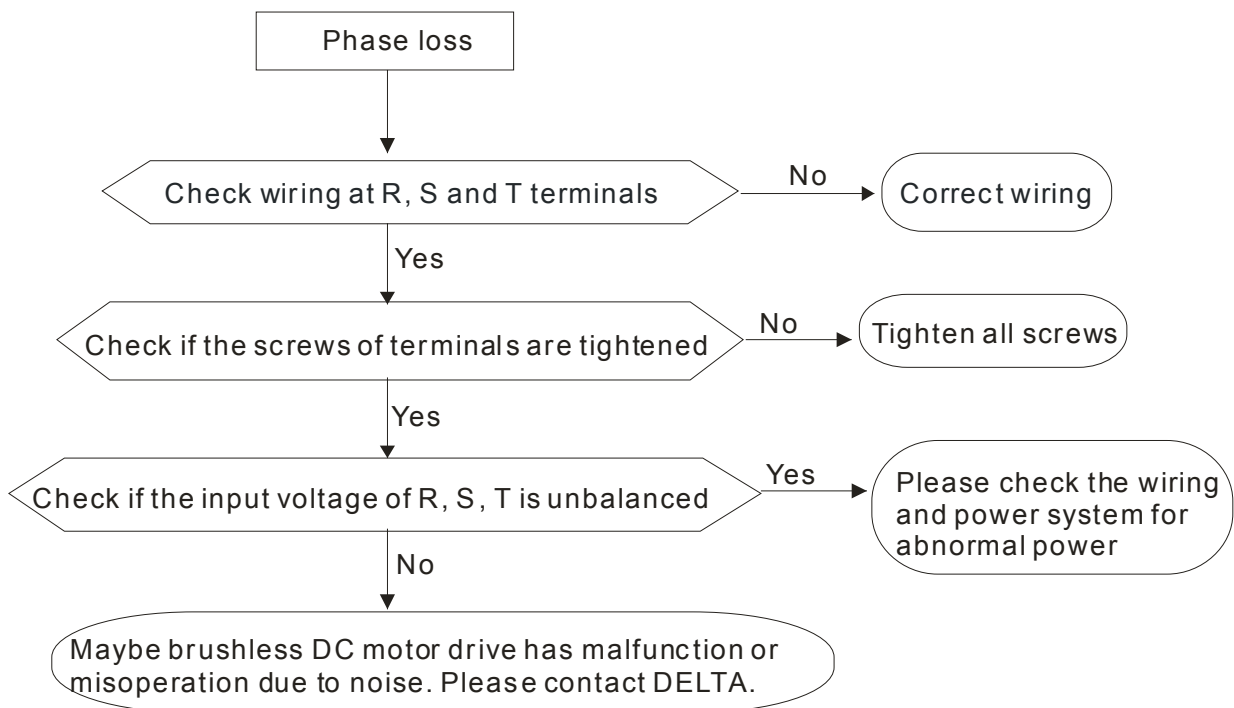 Phase loss
Check wiring at R, S and T terminals
No
Correct wiring
Yes
Check if the screws of terminals are tightened
No
Tighten all screws
Yes
Check if the input voltage of R, S, T is unbalanced
Yes
Please check the wiring
and power system for
abnormal power
No
Maybe brushless DC motor drive has malfunction or
misoperation due to noise. Please contact DELTA.